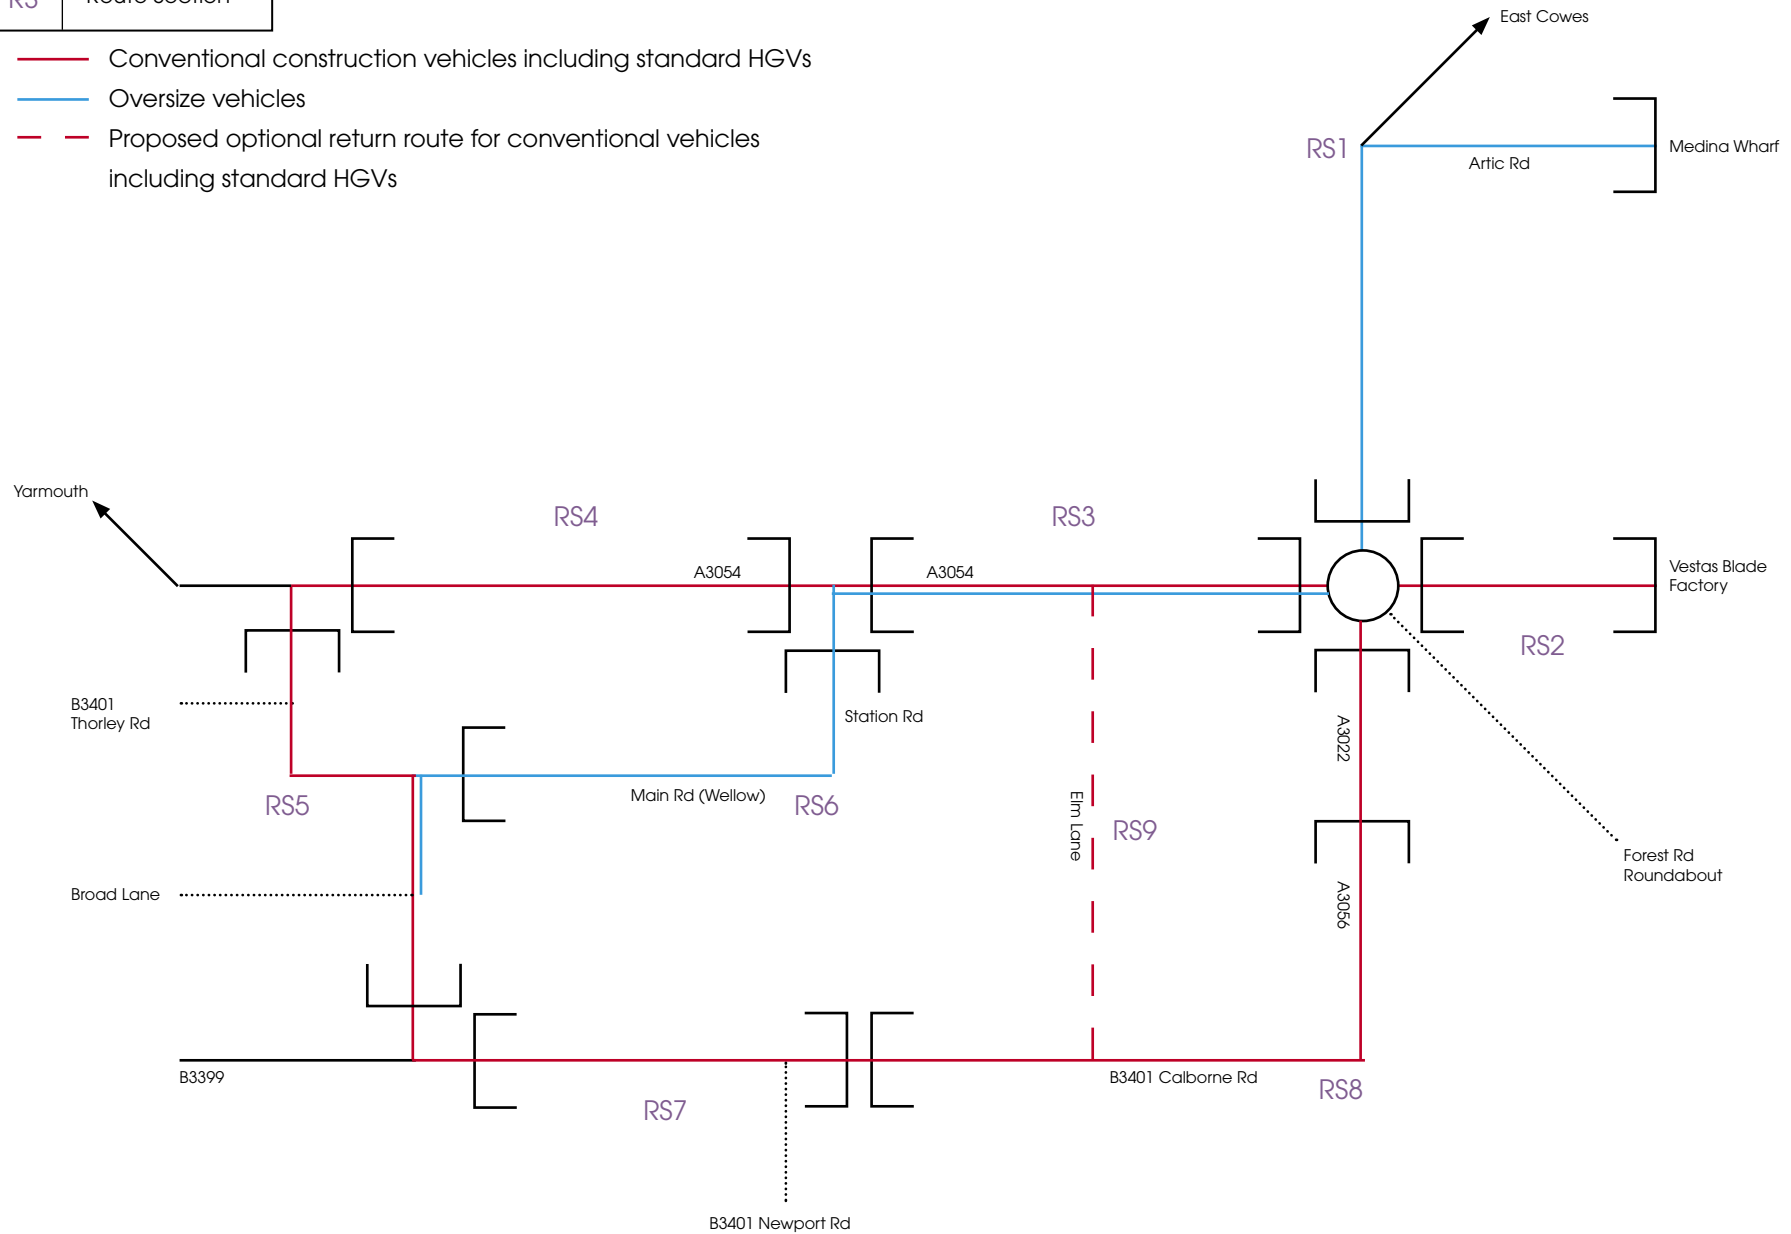 RS Route Section
Conventional construction vehicles including standard HGVs
Oversize vehicles
Proposed optional return route for conventional vehicles
including standard HGVs
East Cowes
RS1
Artic Rd
Medina Wharf
Yarmouth
RS4
RS3
A3054
A3054
Vestas Blade
Factory
RS2
B3401
Thorley Rd
Station Rd
A3022
RS5
Main Rd (Wellow)
RS6
Elm Lane
RS9
Forest Rd
Roundabout
Broad Lane
A3056
B3399
B3401 Calborne Rd
RS8
RS7
B3401 Newport Rd